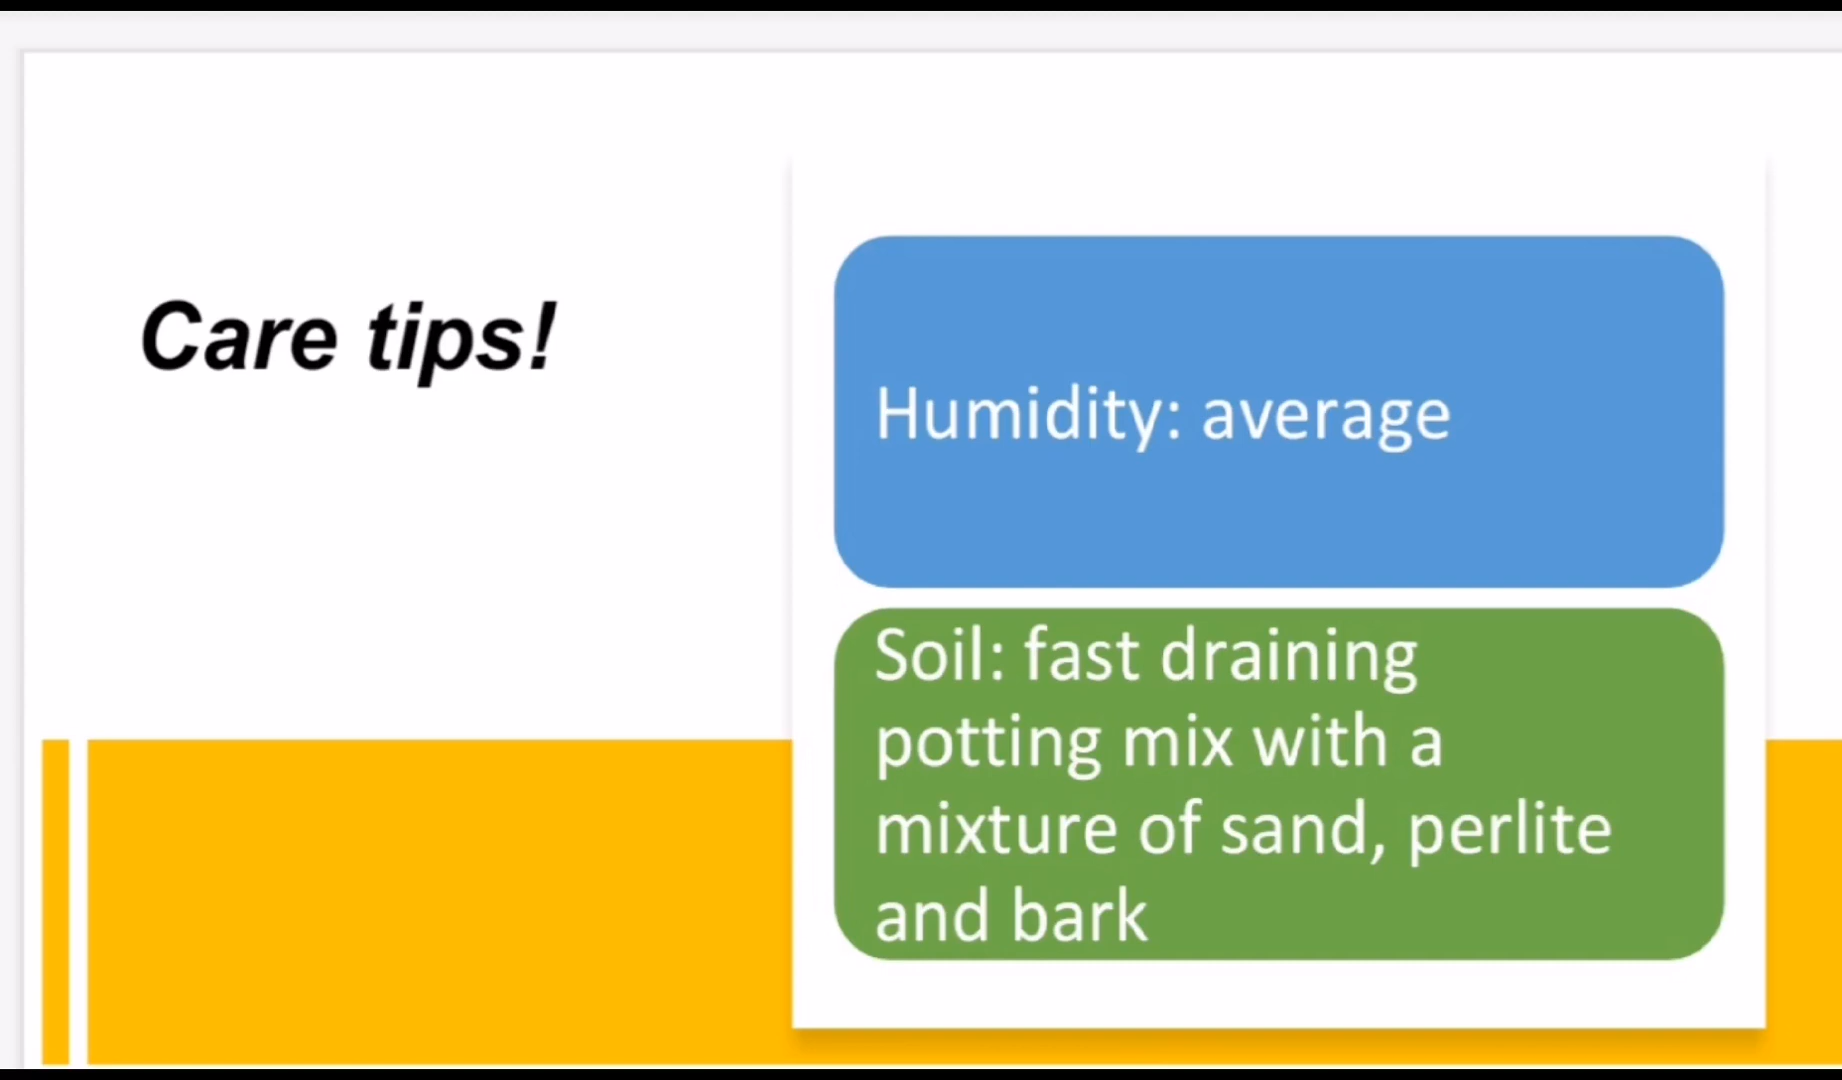 Care tips!
Humidity: average
Soil: fast draining
potting mix with a
mixture of sand, perlite
and bark